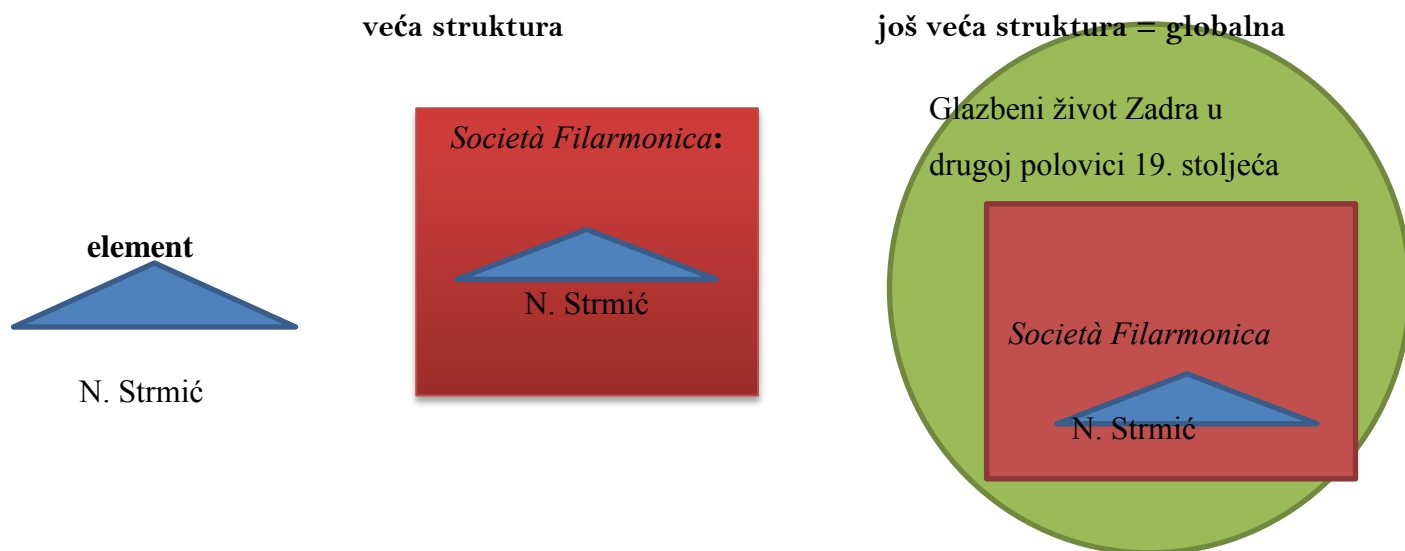 veća struktura
još veća struktura = globalna
Glazbeni život Zadra u
drugoj polovici 19. stoljeća
Società Filarmonica:
element
N. Strmić
Società Filarmonica
N. Strmić
N. Strmić